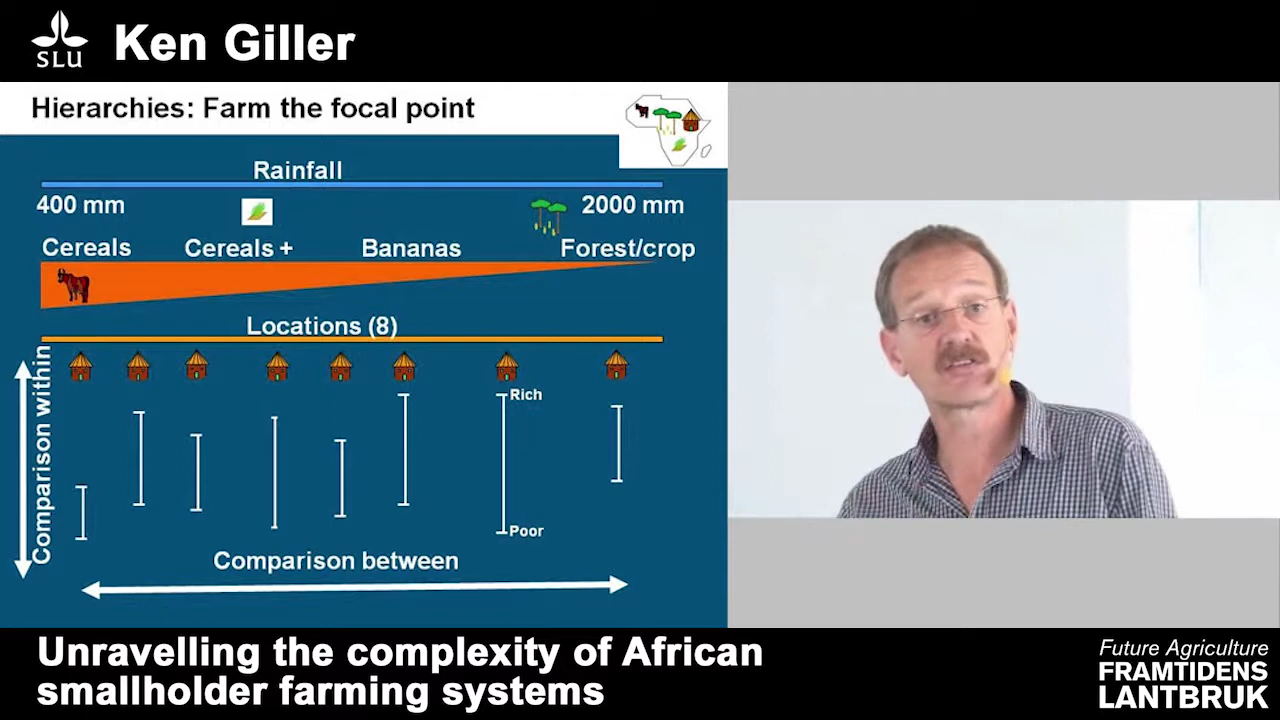 SLU
Ken Giller
Hierarchies: Farm the focal point
Rainfall
400 mm
2000 mm
Cereals
Cereals +
Bananas
Forest/crop
Locations (8)
Comparison within
Rich
Poor
Comparison between
Unravelling the complexity of African
smallholder farming systems
Future Agriculture
FRAMTIDENS
LANTBRUK